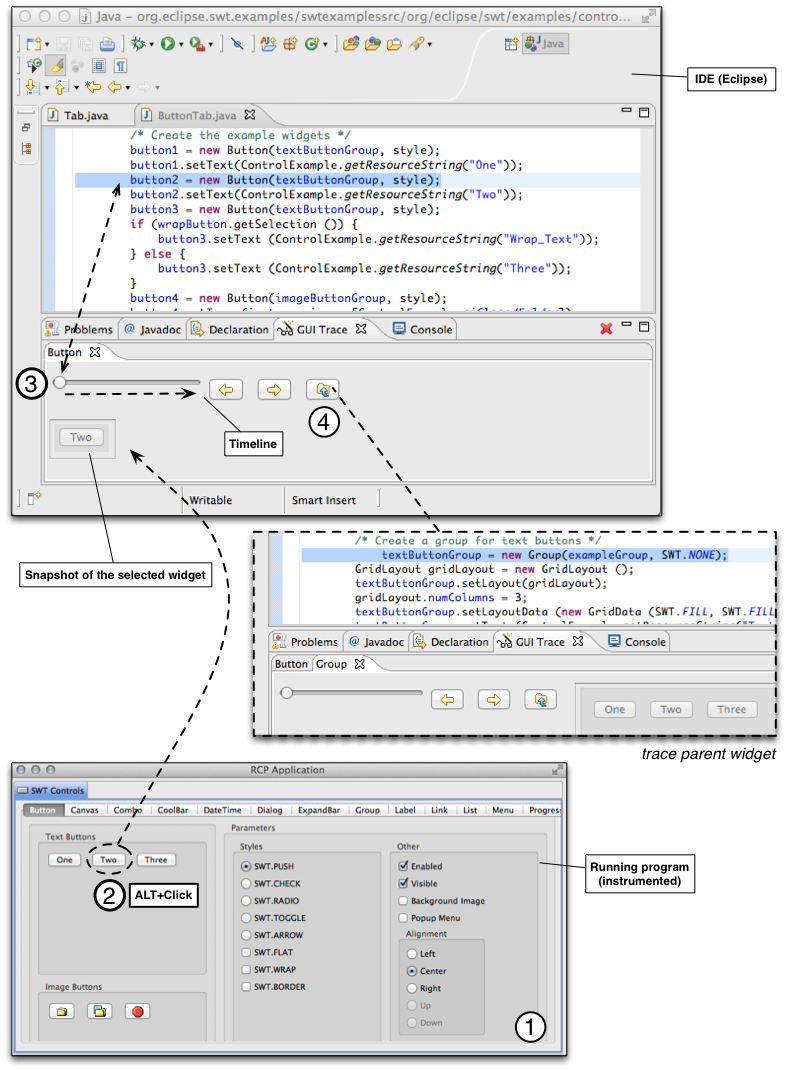 Java - org.eclipse.swt.examples/swtexamplessrc/org/eclipse/swt/examples/contro...
Java
IDE (Eclipse)
Tab.java
ButtonTab.java
/* Create the example widgets */
button1 = new Button(textButtonGroup, style);
button1.setText(ControlExample.getResourceString("One"));
button2 = new Button(textButtonGroup, style);
button2.setText(ControlExample.getResourceString("Two"));
button3 = new Button(textButtonGroup, style);
if (wrapButton.getSelection ()) {
button3.setText (ControlExample.getResourceString("Wrap_Text"));
} else {
button3.setText (ControlExample.getResourceString("Three"));
}
button4 = new Button(imageButtonGroup, style);
Problems @ Javadoc Declaration GUI Trace Console
Button
3
4
Timeline
Two
Writable Smart Insert
Snapshot of the selected widget
/* Create a group for text buttons */
textButtonGroup = new Group(exampleGroup, SWT.NONE);
GridLayout gridLayout = new GridLayout ();
textButtonGroup.setLayout(gridLayout);
gridLayout.numColumns = 3;
textButtonGroup.setLayoutData (new GridData (SWT.FILL, SWT.FILL
Problems @ Javadoc Declaration GUI Trace Console
Button Group
One Two Three
trace parent widget
RCP Application
SWT Controls
Button Canvas Combo CoolBar DateTime Dialog ExpandBar Group Label Link List Menu Progress
Text Buttons
One Two Three
2 ALT+Click
Image Buttons
Parameters
Styles
SWT.PUSH
SWT.CHECK
SWT.RADIO
SWT.TOGGLE
SWT.ARROW
SWT.FLAT
SWT.WRAP
SWT.BORDER
Other
Enabled
Visible
Background Image
Popup Menu
Alignment
Left
Center
Right
Up
Down
1
Running program
(instrumented)